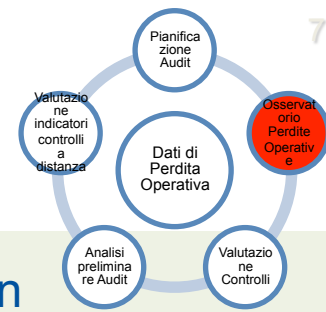 7
Pianifica
zione
Audit
Valutazio
ne
indicatori
controlli
a
distanza
Osservat
orio
Perdite
Operativ
e
Dati di
Perdita
Operativa
Analisi
prelimina
re Audit
Valutazio
ne
Controlli
n